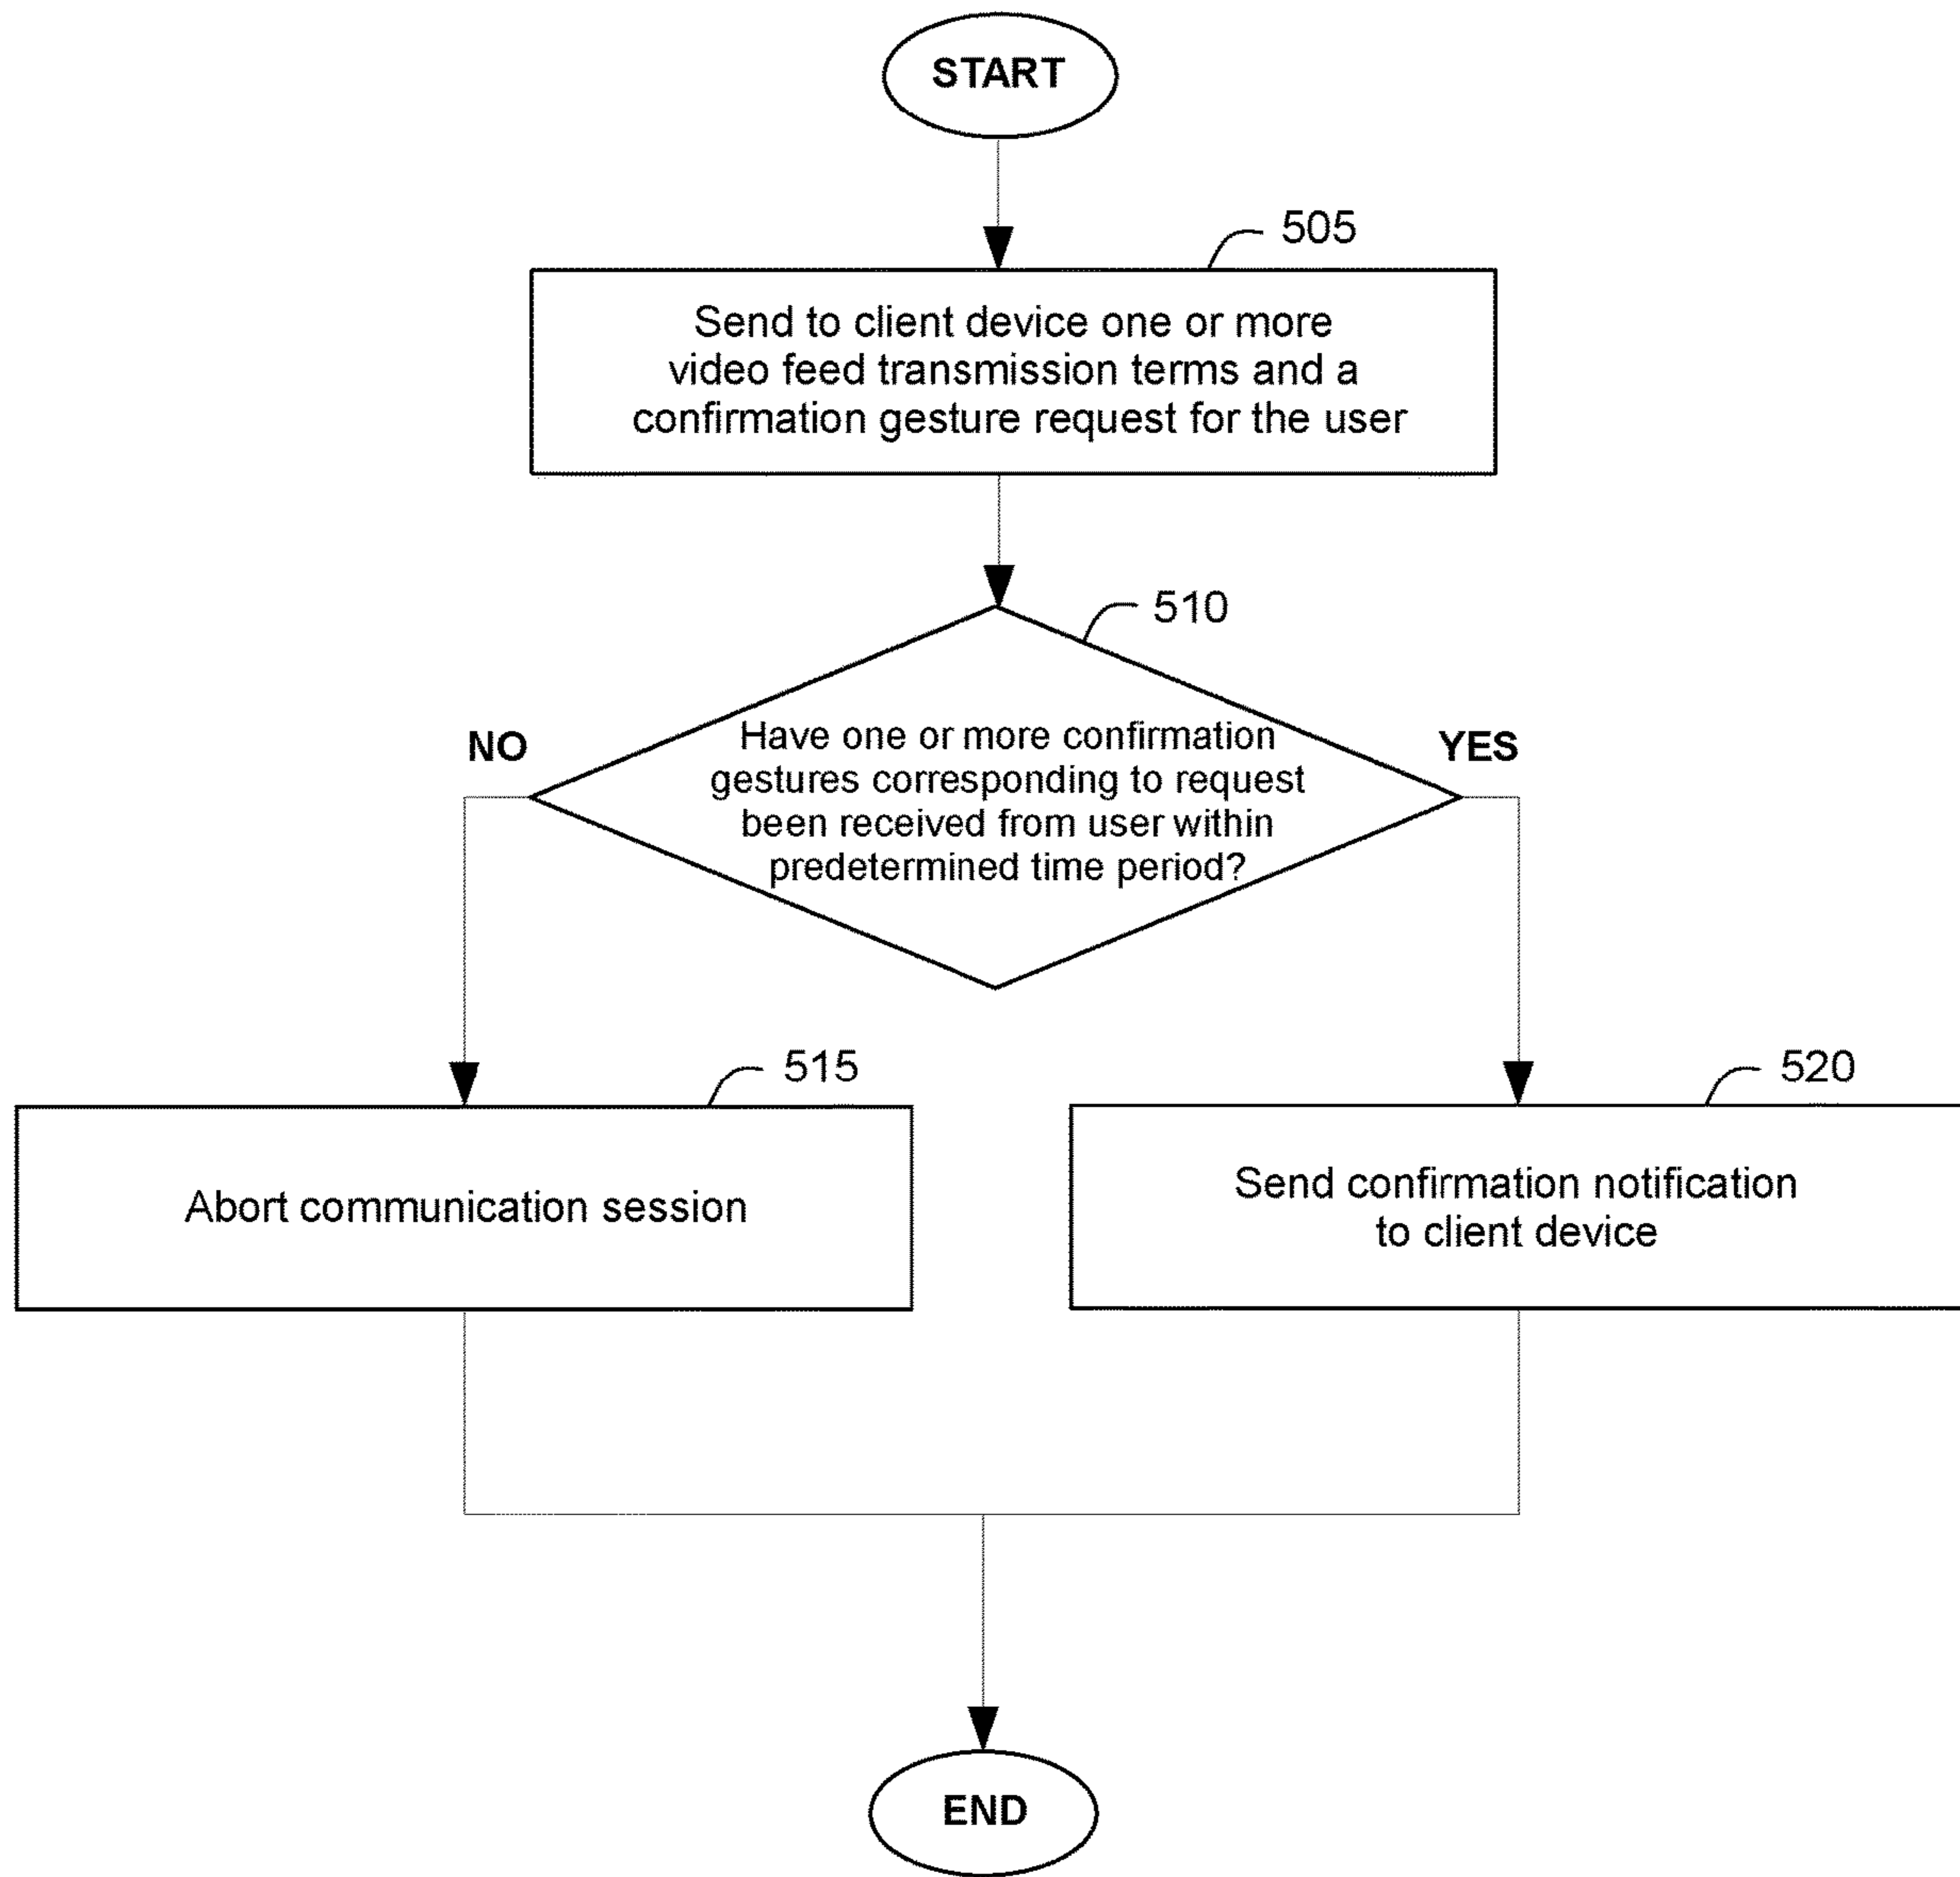 START
505
Send to client device one or more
video feed transmission terms and a
confirmation gesture request for the user
510
NO
YES
Have one or more confirmation
gestures corresponding to request
been received from user within
predetermined time period?
515
520
Abort communication session
Send confirmation notification
to client device
END